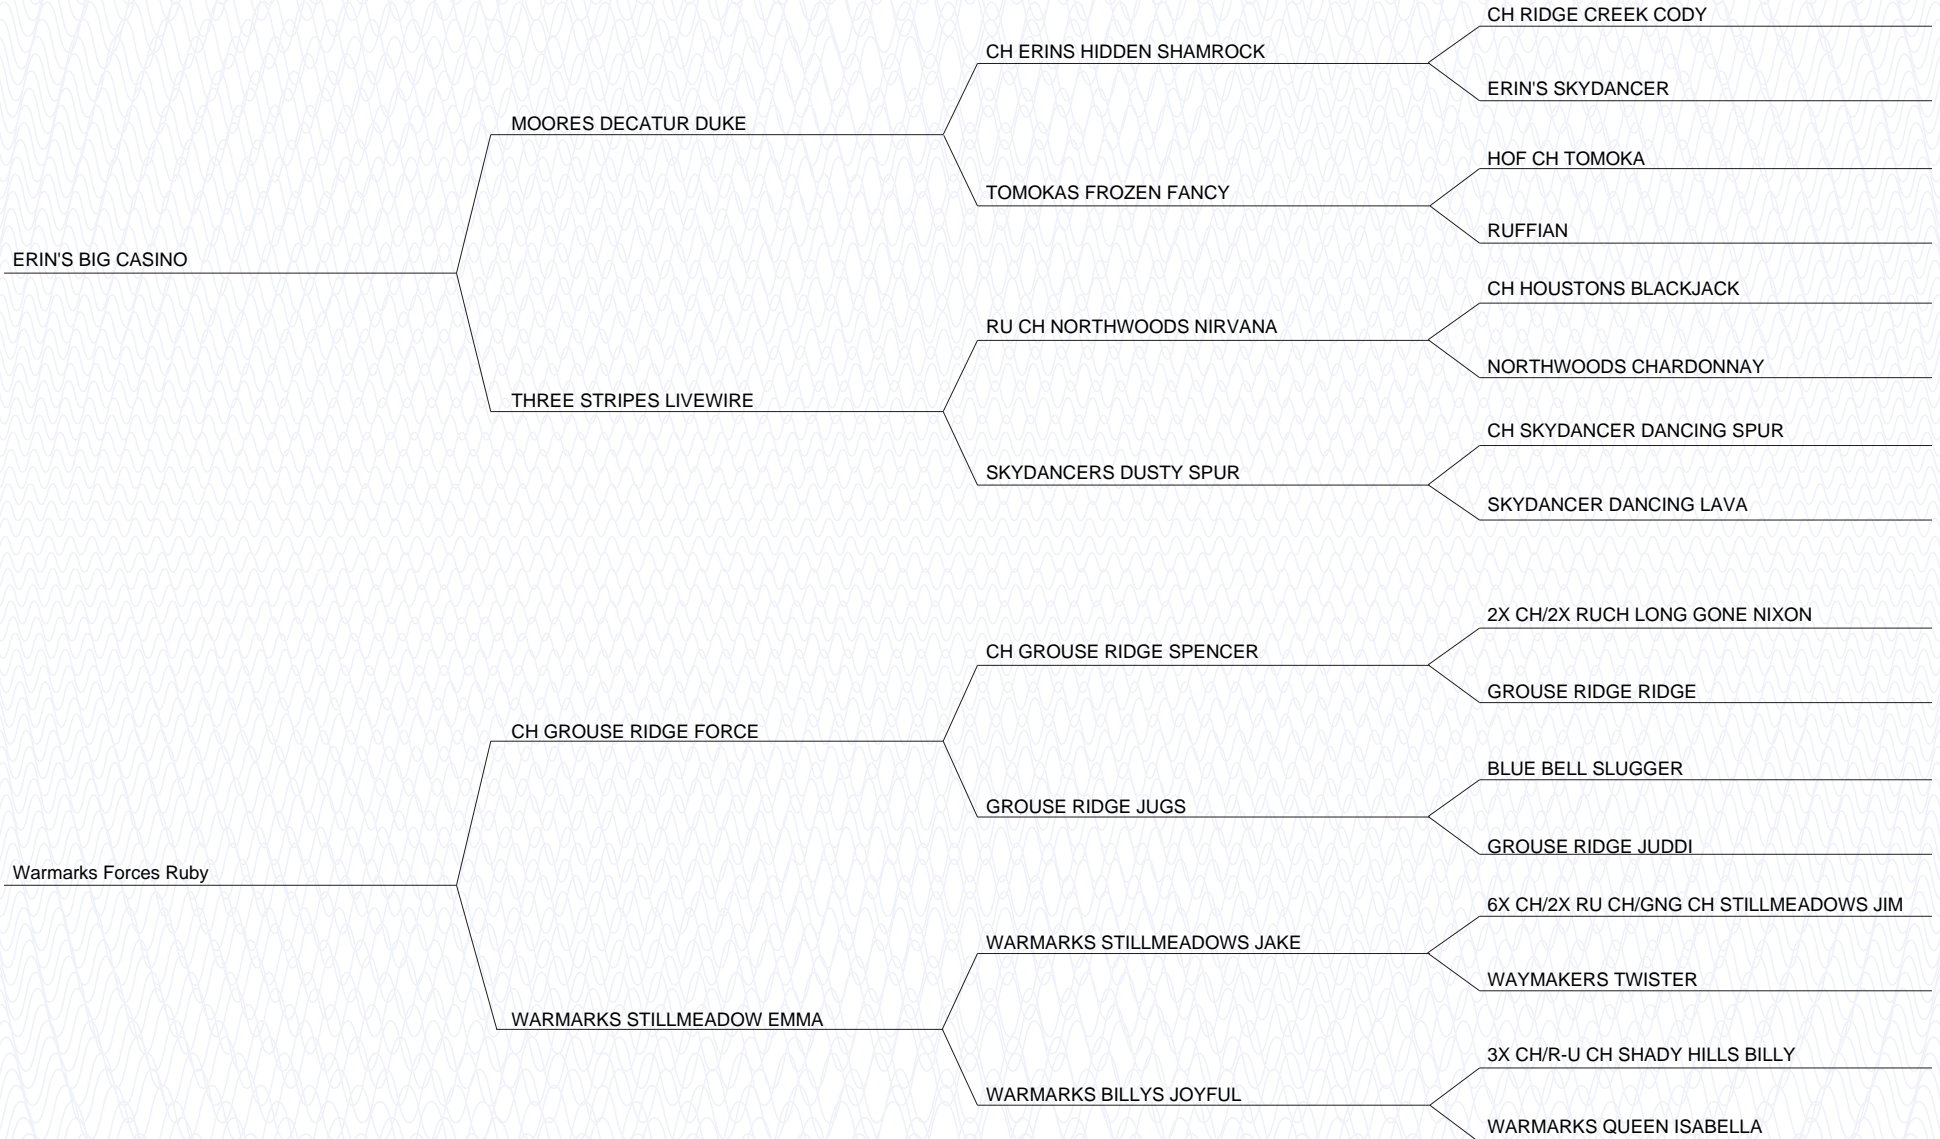 CH RIDGE CREEK CODY
CH ERINS HIDDEN SHAMROCK
ERIN'S SKYDANCER
MOORES DECATUR DUKE
HOF CH TOMOKA
TOMOKAS FROZEN FANCY
RUFFIAN
ERIN'S BIG CASINO
CH HOUSTONS BLACKJACK
RU CH NORTHWOODS NIRVANA
NORTHWOODS CHARDONNAY
THREE STRIPES LIVEWIRE
CH SKYDANCER DANCING SPUR
SKYDANCERS DUSTY SPUR
SKYDANCER DANCING LAVA
2X CH/2X RUCH LONG GONE NIXON
CH GROUSE RIDGE SPENCER
GROUSE RIDGE RIDGE
CH GROUSE RIDGE FORCE
BLUE BELL SLUGGER
GROUSE RIDGE JUGS
GROUSE RIDGE JUDDI
Warmarks Forces Ruby
6X CH/2X RU CH/GNG CH STILLMEADOWS JIM
WARMARKS STILLMEADOWS JAKE
WAYMAKERS TWISTER
WARMARKS STILLMEADOW EMMA
3X CH/R-U CH SHADY HILLS BILLY
WARMARKS BILLYS JOYFUL
WARMARKS QUEEN ISABELLA